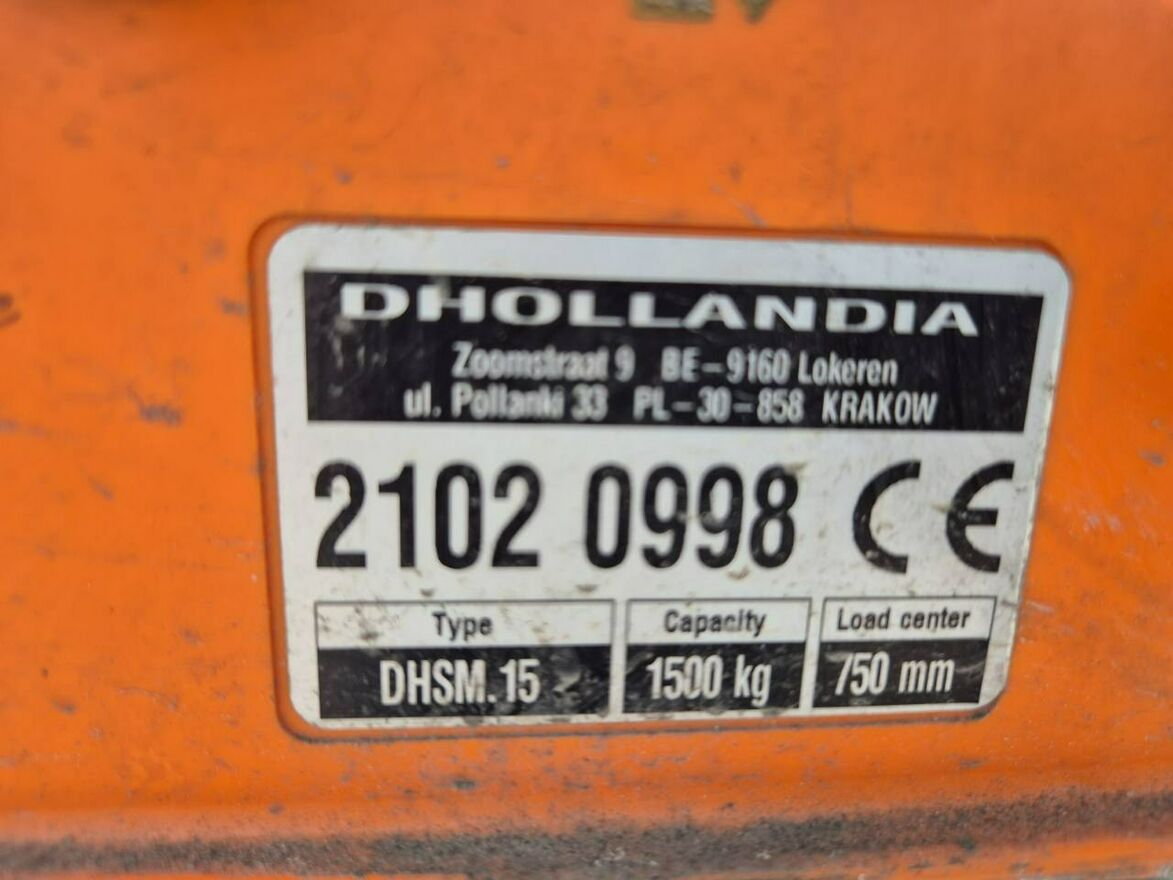 DHOLLANDIA
Zoomstraat 9 BE-9160 Lokeren
ul. Pollanki 33 PL-30-858 KRAKOW
2102 0998 CE
Type Capacity Load center
DHSM.15 1500 kg 750 mm